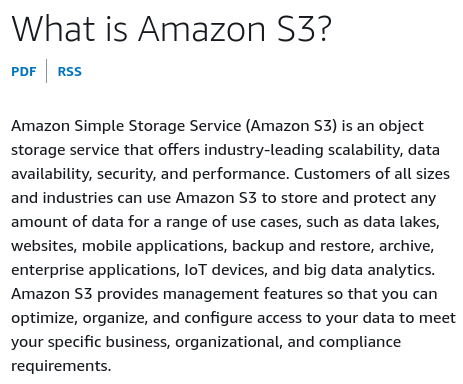 What is Amazon S3?
PDF
RSS
Amazon Simple Storage Service (Amazon S3) is an object
storage service that offers industry-leading scalability, data
availability, security, and performance. Customers of all sizes
and industries can use Amazon S3 to store and protect any
amount of data for a range of use cases, such as data lakes,
websites, mobile applications, backup and restore, archive,
enterprise applications, IoT devices, and big data analytics.
Amazon S3 provides management features so that you can
optimize, organize, and configure access to your data to meet
your specific business, organizational, and compliance
requirements.